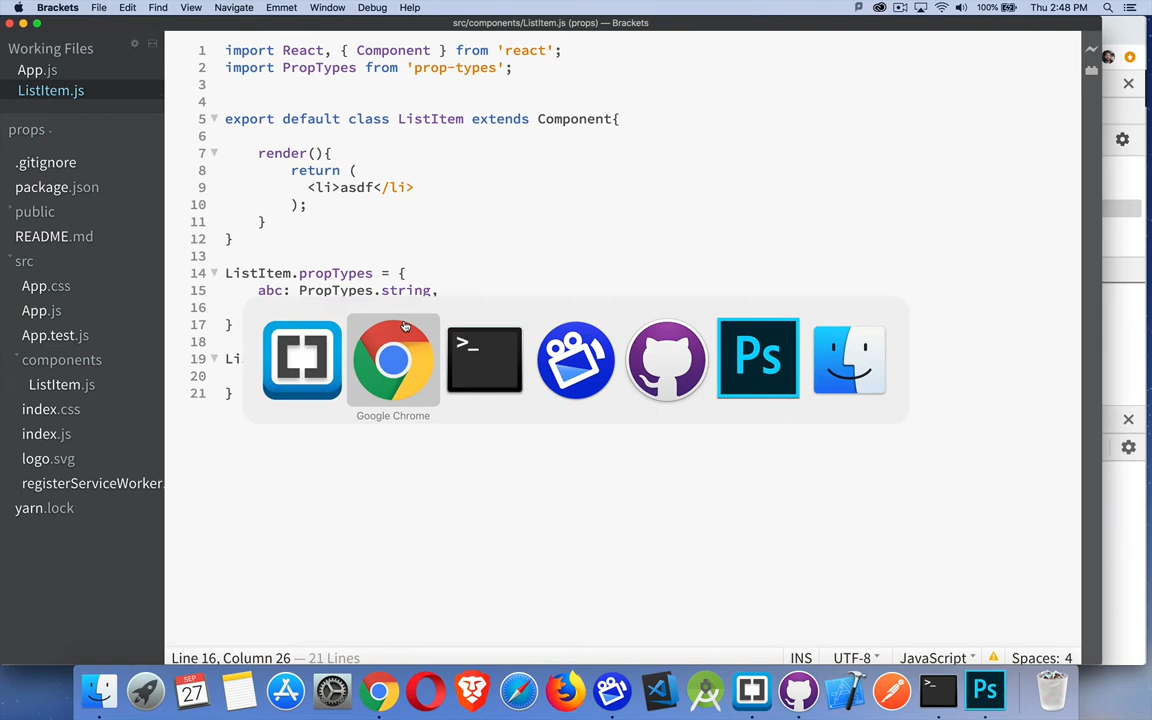 Brackets File Edit Find View Navigate Emmet Window Debug Help 100% Thu 2:48 PM
src/components/ListItem.js (props) — Brackets
Working Files
App.js
ListItem.js
props
.gitignore
package.json
public
README.md
src
App.css
App.js
App.test.js
components
ListItem.js
index.css
index.js
logo.svg
registerServiceWorker.
yarn.lock
1 import React, { Component } from 'react';
2 import PropTypes from 'prop-types';
3
4
5 export default class ListItem extends Component{
6
7 render(){
8 return (
9 <li>asdf</li>
10 );
11 }
12 }
13
14 ListItem.propTypes = {
15 abc: PropTypes.string,
16
17 }
18
19 Li
20
21 }
>_
Ps
Google Chrome
Line 16, Column 26 — 21 Lines
INS UTF-8 JavaScript Spaces: 4
SEP
27
>_
Ps